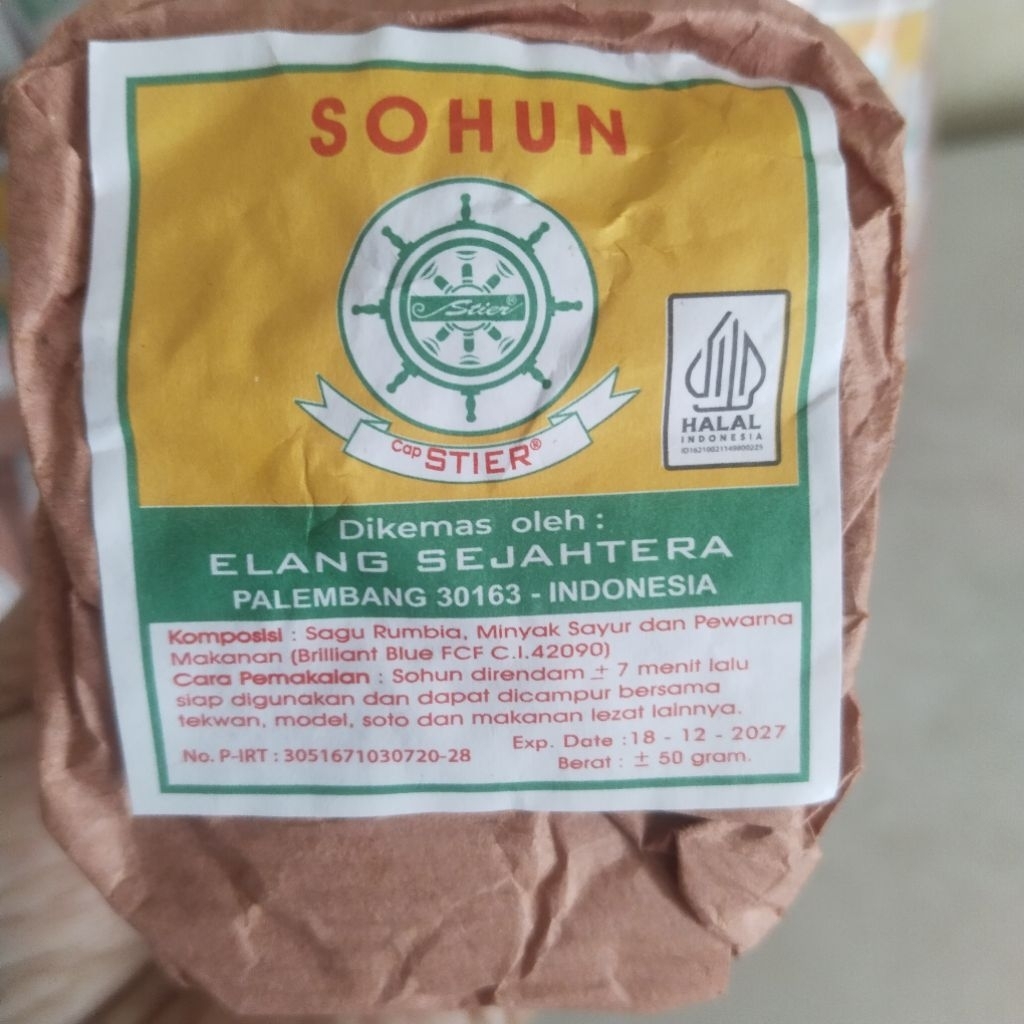 SOHUN
Stier®
Cap STIER®
HALAL
INDONESIA
ID16210021149800225
Dikemas oleh :
ELANG SEJAHTERA
PALEMBANG 30163 - INDONESIA
Komposisi : Sagu Rumbia, Minyak Sayur dan Pewarna
Makanan (Brilliant Blue FCF C.I.42090)
Cara Pemakaian : Sohun direndam ± 7 menit lalu
siap digunakan dan dapat dicampur bersama
tekwan, model, soto dan makanan lezat lainnya.
No. P-IRT : 3051671030720-28
Exp. Date : 18 - 12 - 2027
Berat : ± 50 gram.